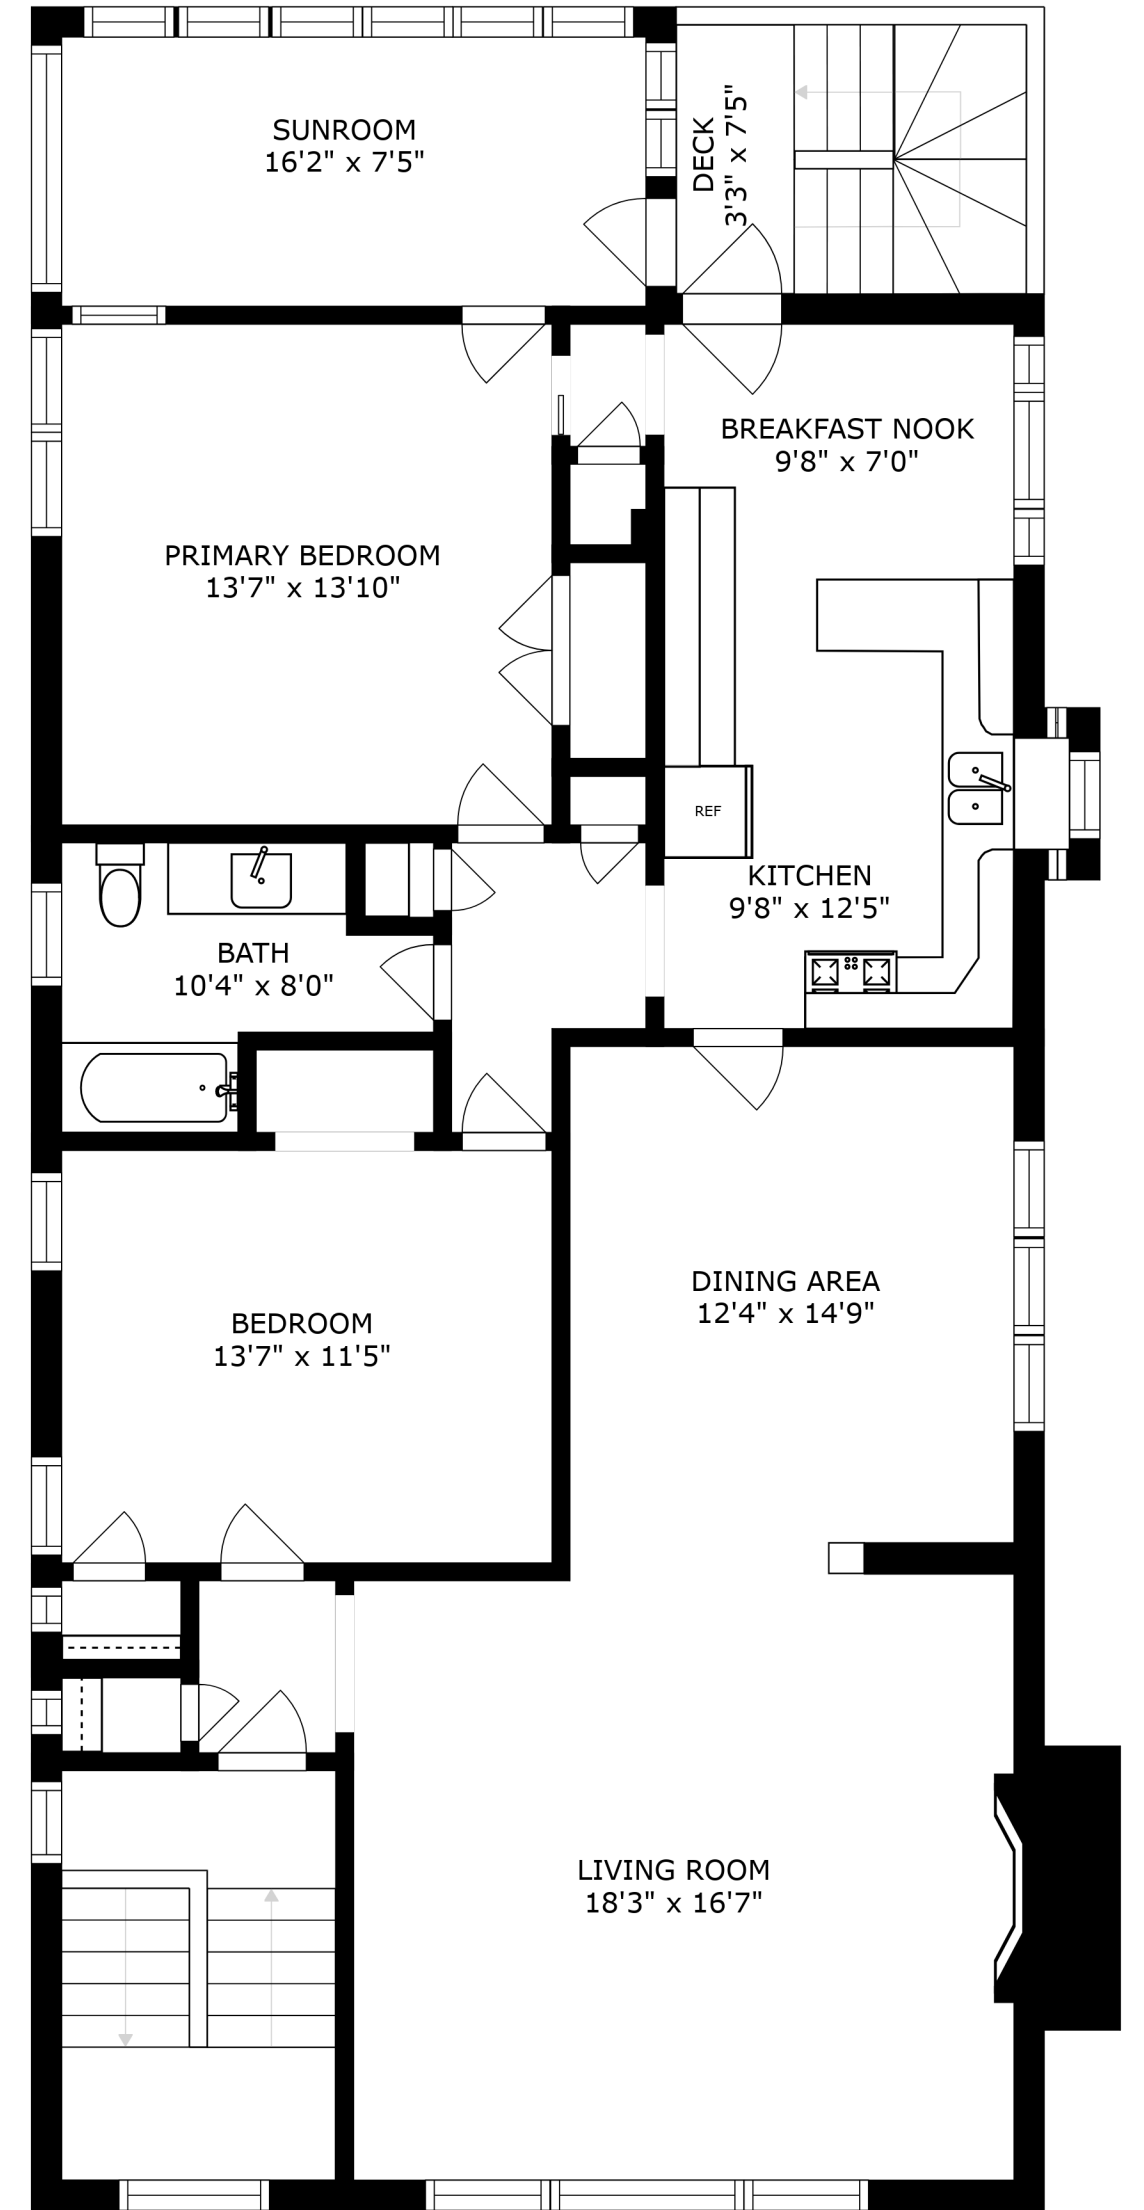 SUNROOM
16'2" x 7'5"
DECK
3'3" x 7'5"
BREAKFAST NOOK
9'8" x 7'0"
PRIMARY BEDROOM
13'7" x 13'10"
REF
KITCHEN
9'8" x 12'5"
BATH
10'4" x 8'0"
DINING AREA
12'4" x 14'9"
BEDROOM
13'7" x 11'5"
LIVING ROOM
18'3" x 16'7"